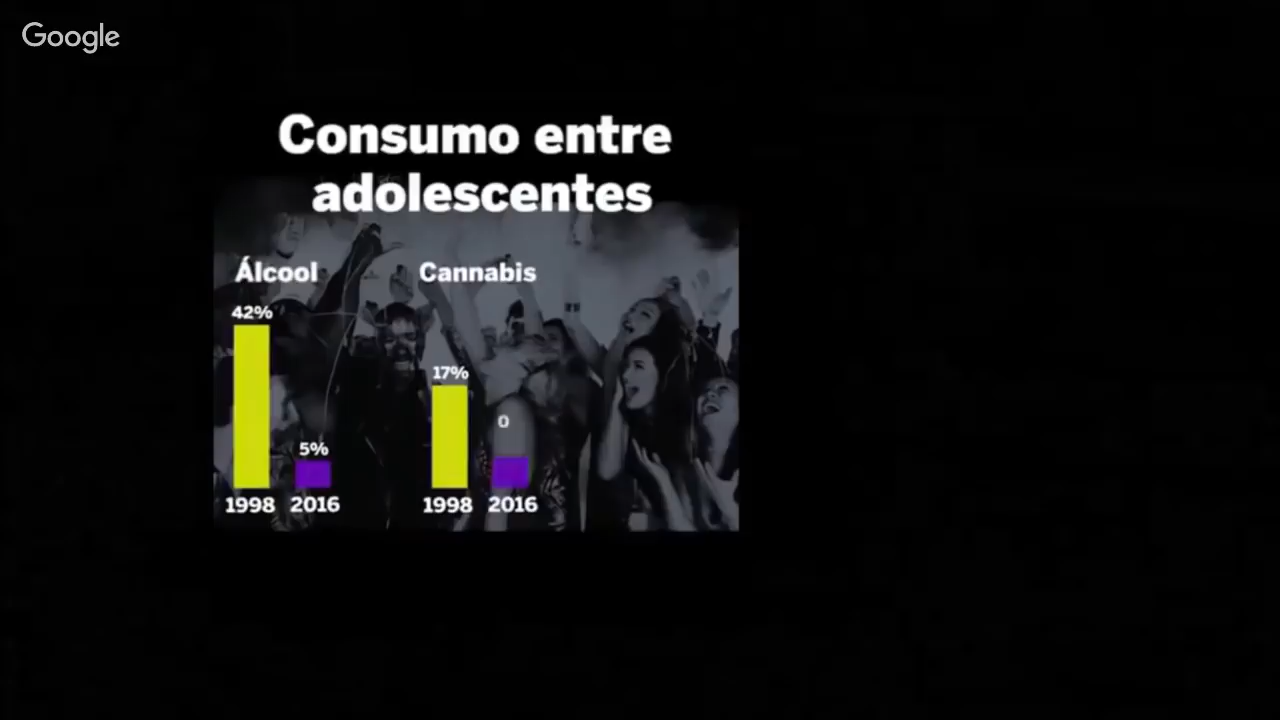 Google
Consumo entre
adolescentes
Álcool
Cannabis
42%
5%
1998 2016
17%
0
1998 2016